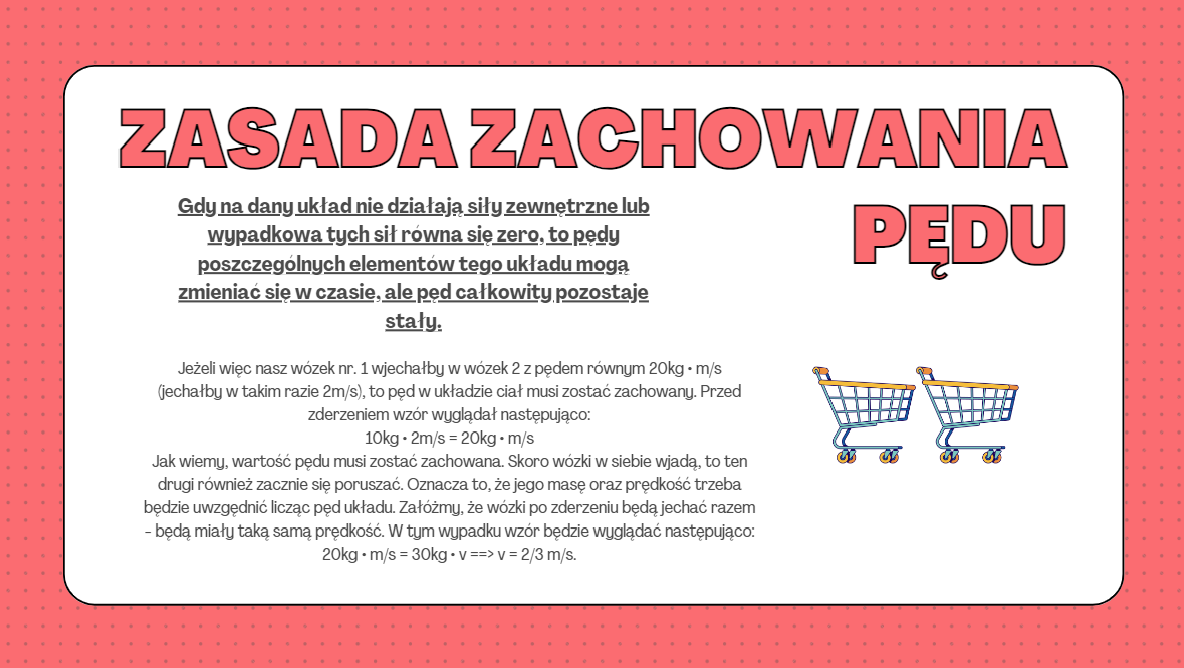 ZASADA ZACHOWANIA
PĘDU
Gdy na dany układ nie działają siły zewnętrzne lub
wypadkowa tych sił równa się zero, to pędy
poszczególnych elementów tego układu mogą
zmieniać się w czasie, ale pęd całkowity pozostaje
stały.
Jeżeli więc nasz wózek nr. 1 wjechałby w wózek 2 z pędem równym 20kg • m/s
(jechałby w takim razie 2m/s), to pęd w układzie ciał musi zostać zachowany. Przed
zderzeniem wzór wyglądał następująco:
10kg • 2m/s = 20kg • m/s
Jak wiemy, wartość pędu musi zostać zachowana. Skoro wózki w siebie wjadą, to ten
drugi również zacznie się poruszać. Oznacza to, że jego masę oraz prędkość trzeba
będzie uwzgędnić licząc pęd układu. Załóżmy, że wózki po zderzeniu będą jechać razem
- będą miały taką samą prędkość. W tym wypadku wzór będzie wyglądać następująco:
20kg • m/s = 30kg • v ==> v = 2/3 m/s.